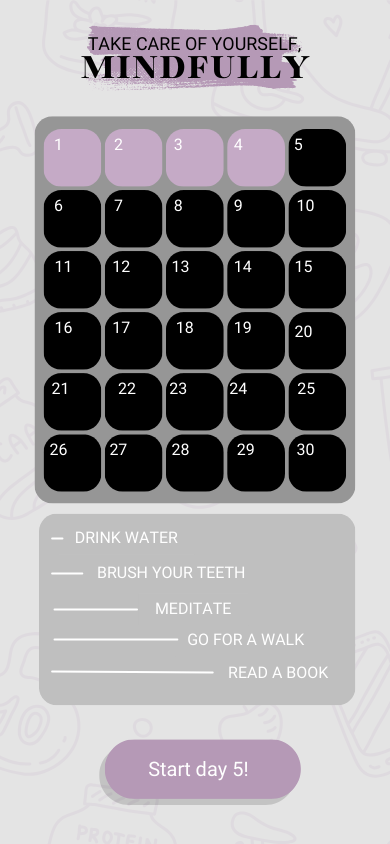 TAKE CARE OF YOURSELF,
MINDFULLY
1 2 3 4 5
6 7 8 9 10
11 12 13 14 15
16 17 18 19 20
21 22 23 24 25
26 27 28 29 30
DRINK WATER
BRUSH YOUR TEETH
MEDITATE
GO FOR A WALK
READ A BOOK
10
Start day 5!
PROTEIN